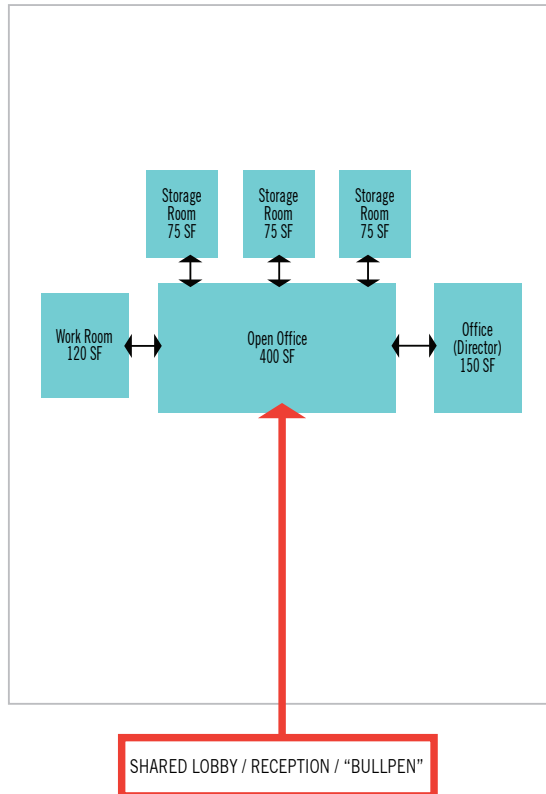 Storage
Room
75 SF
Storage
Room
75 SF
Storage
Room
75 SF
Work Room
120 SF
Open Office
400 SF
Office
(Director)
150 SF
SHARED LOBBY / RECEPTION / “BULLPEN”